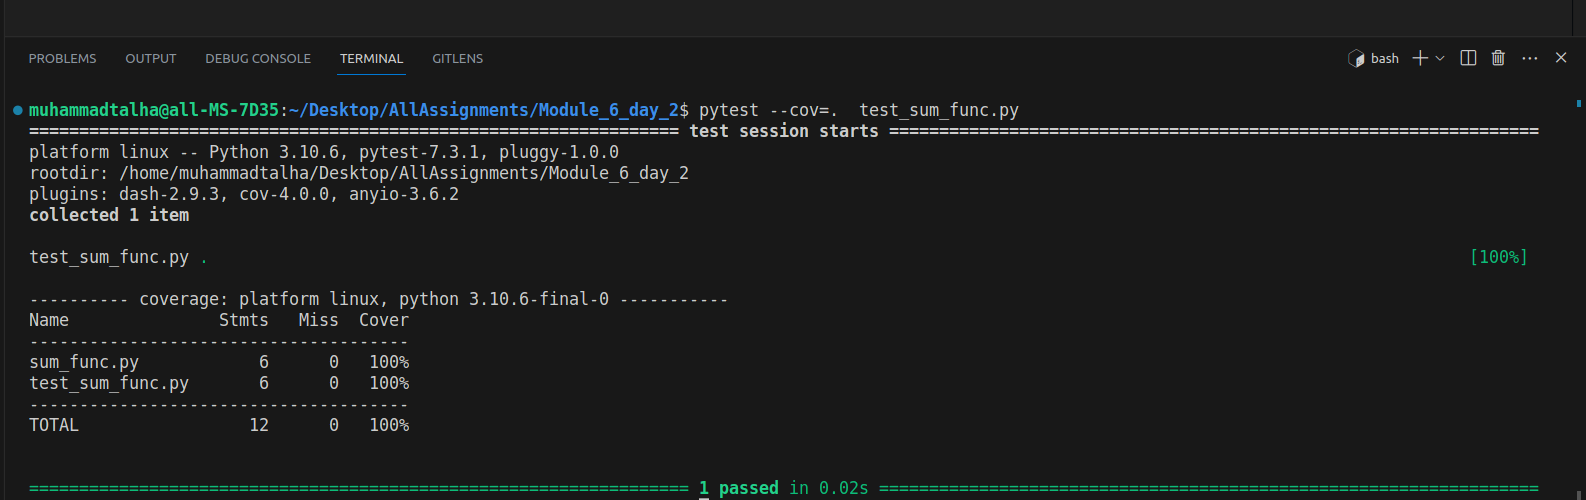 PROBLEMS OUTPUT DEBUG CONSOLE TERMINAL GITLENS bash
muhammadtalha@all-MS-7D35:~/Desktop/AllAssignments/Module_6_day_2$ pytest --cov=.  test_sum_func.py
================================================================= test session starts =================================================================
platform linux -- Python 3.10.6, pytest-7.3.1, pluggy-1.0.0
rootdir: /home/muhammadtalha/Desktop/AllAssignments/Module_6_day_2
plugins: dash-2.9.3, cov-4.0.0, anyio-3.6.2
collected 1 item
test_sum_func.py . [100%]
---------- coverage: platform linux, python 3.10.6-final-0 -----------
Name               Stmts   Miss  Cover
--------------------------------------
sum_func.py            6      0   100%
test_sum_func.py       6      0   100%
--------------------------------------
TOTAL                 12      0   100%
================================================================== 1 passed in 0.02s ==================================================================